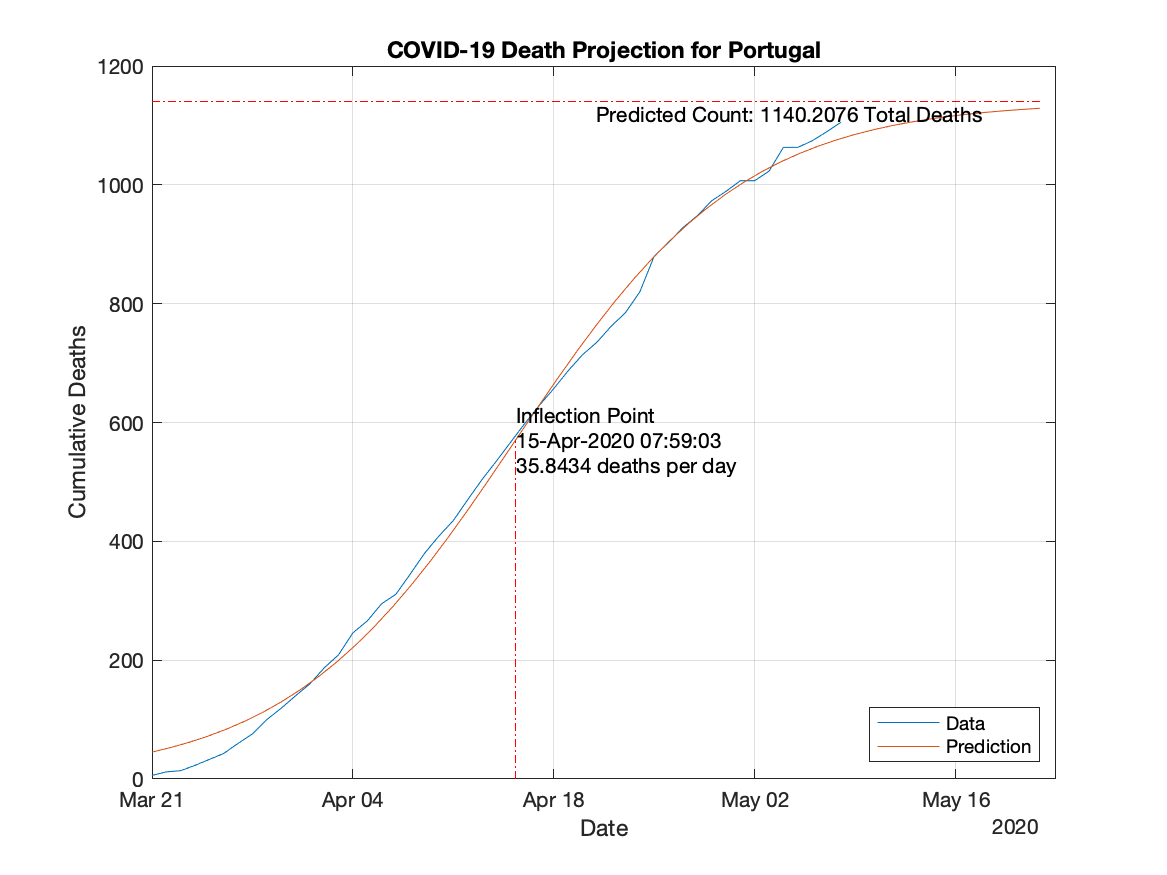 COVID-19 Death Projection for Portugal
1200
Predicted Count: 1140.2076 Total Deaths
1000
800
Inflection Point
600
15-Apr-2020 07:59:03
35.8434 deaths per day
Cumulative Deaths
400
200
0
Data
Prediction
Mar 21
Apr 04
Apr 18
May 02
May 16
Date
2020